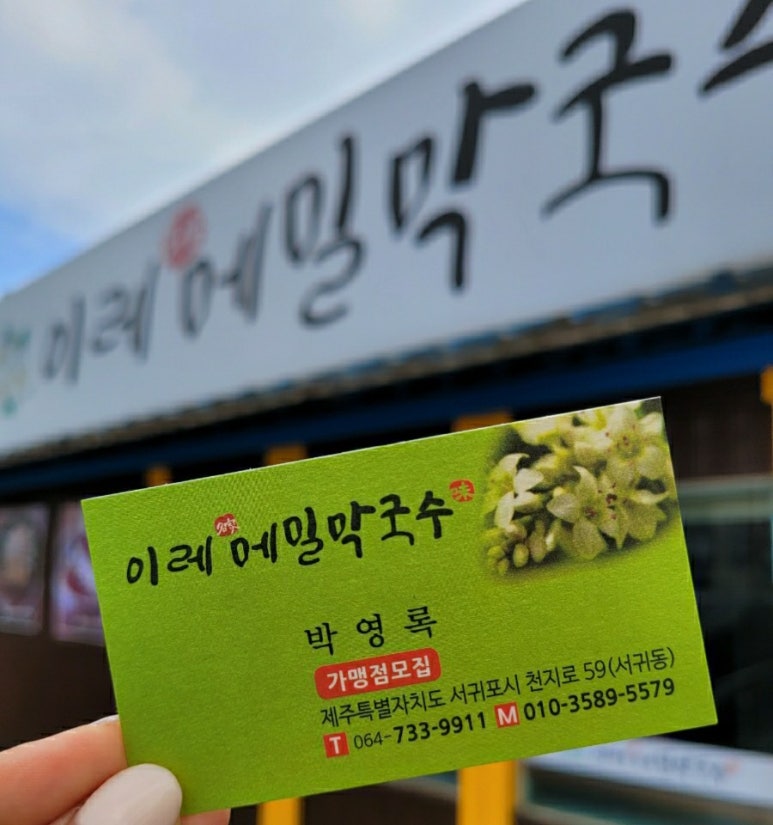 이레 메밀막국
이레 메밀막국수
味
박영록
가맹점모집
제주특별자치도 서귀포시 천지로 59(서귀동)
T 064-733-9911 M 010-3589-5579